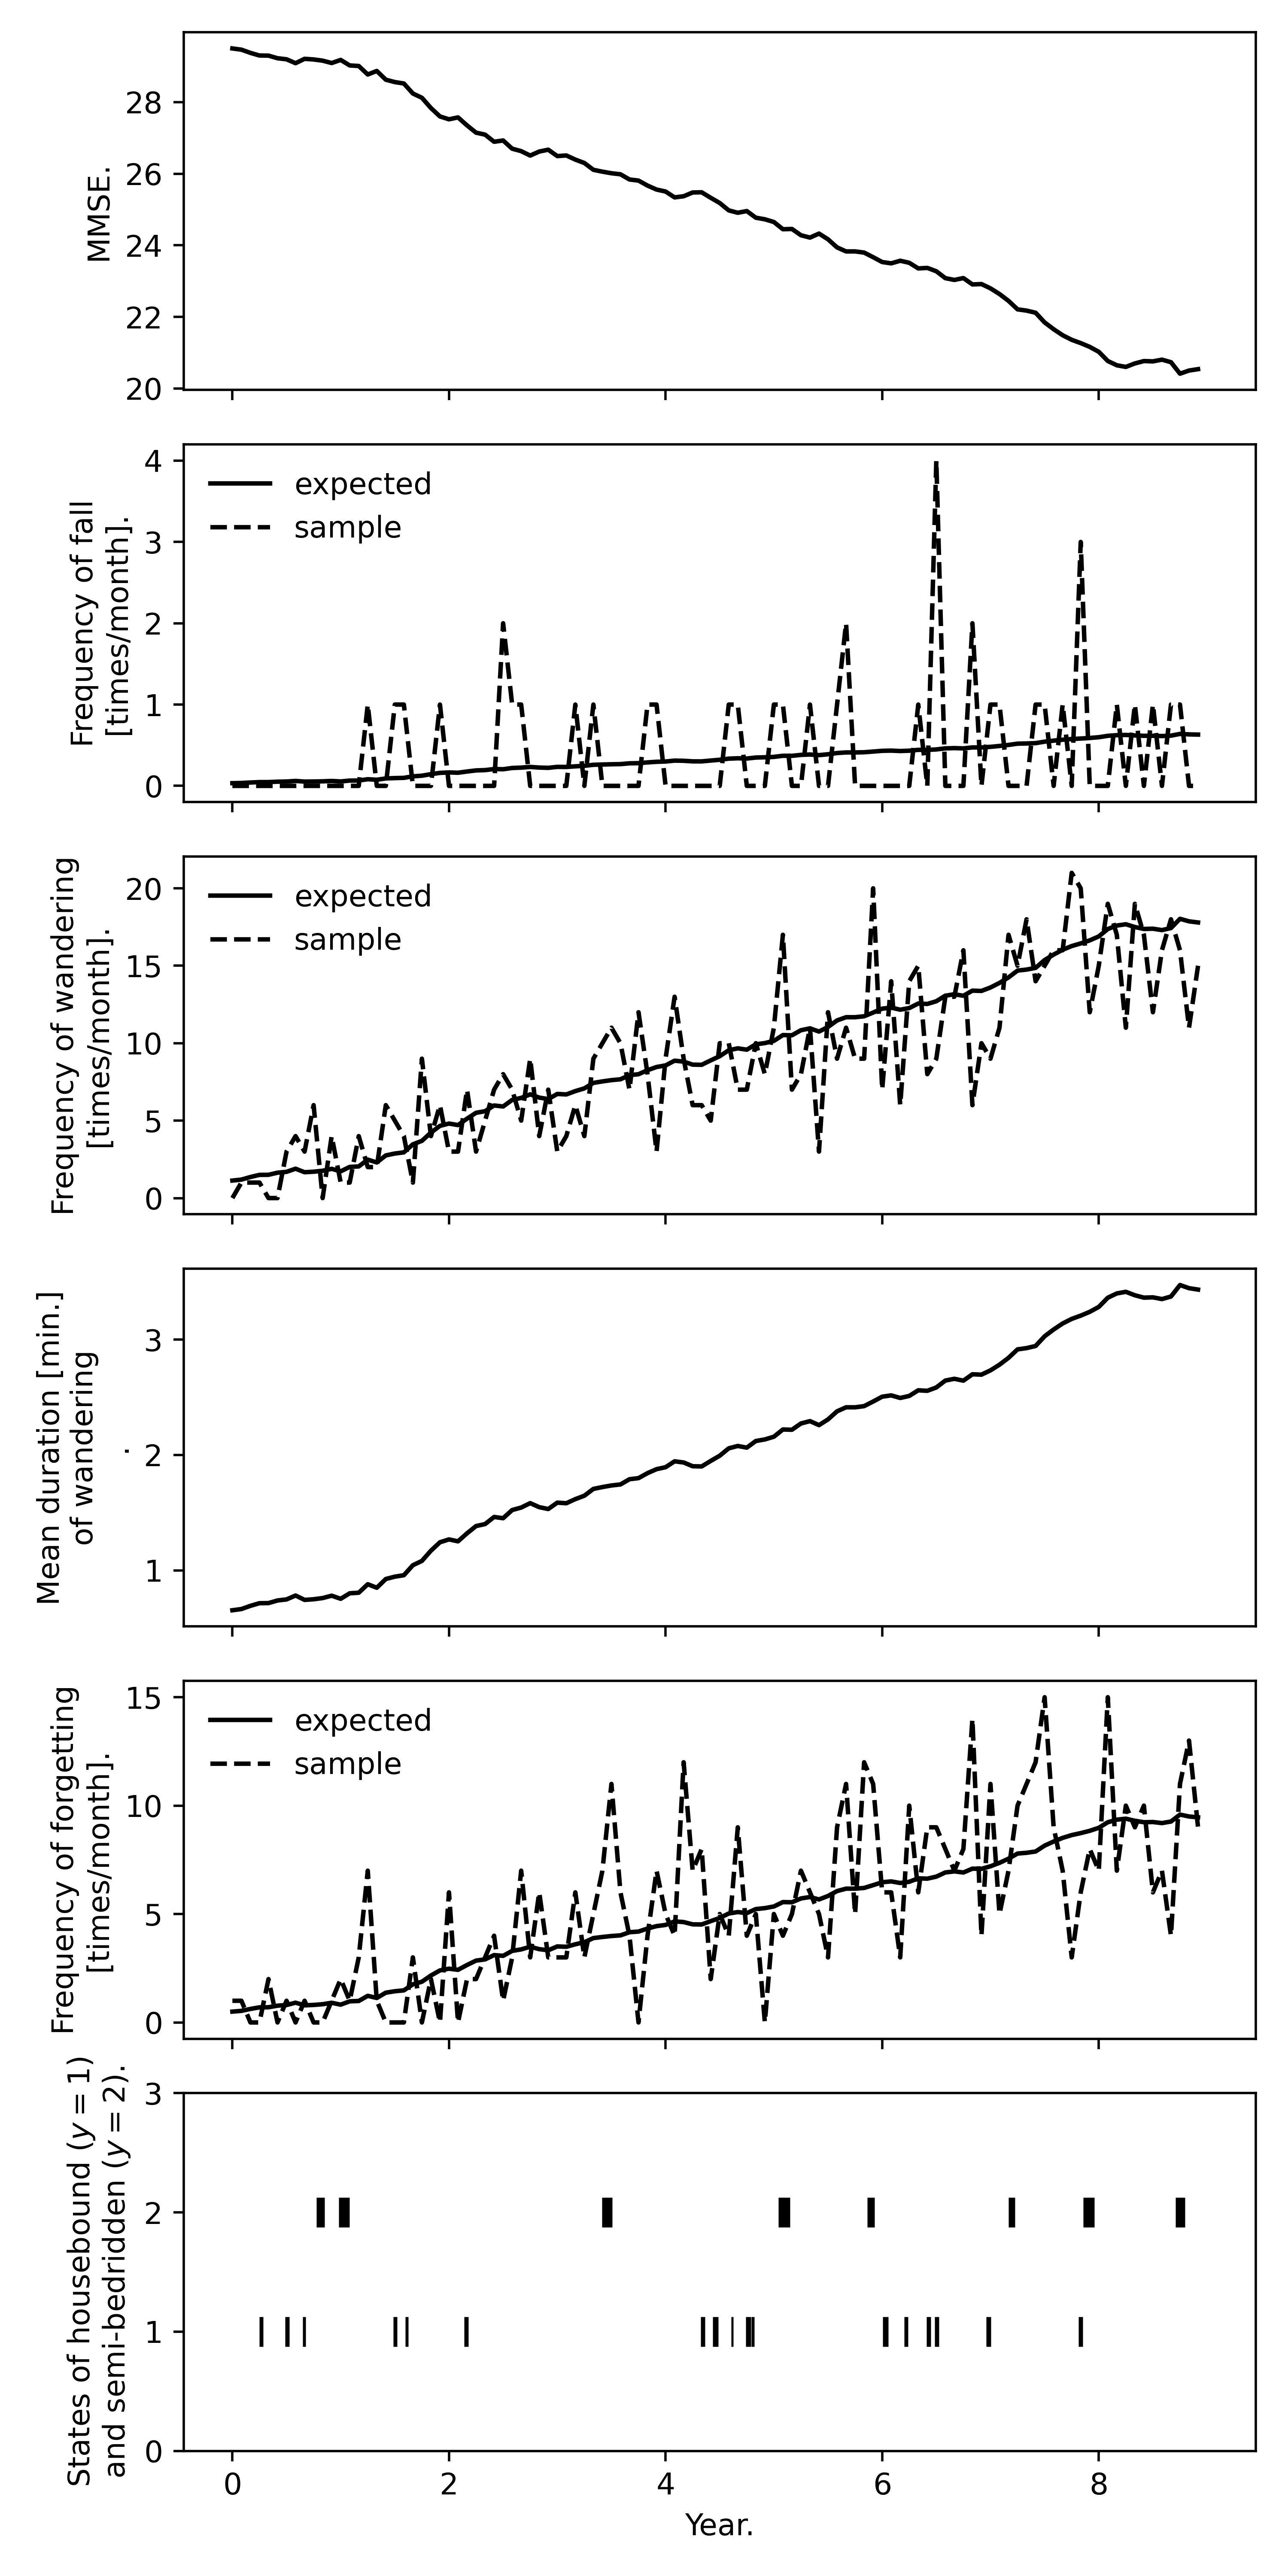 MMSE.
28
26
24
22
20
Frequency of fall
[times/month].
4
3
2
1
0
expected
sample
Frequency of wandering
[times/month].
20
15
10
5
0
expected
sample
Mean duration [min.]
of wandering
.
3
2
1
Frequency of forgetting
[times/month].
15
10
5
0
expected
sample
States of housebound (y = 1)
and semi-bedridden (y = 2).
3
2
1
0
0 2 4 6 8
Year.